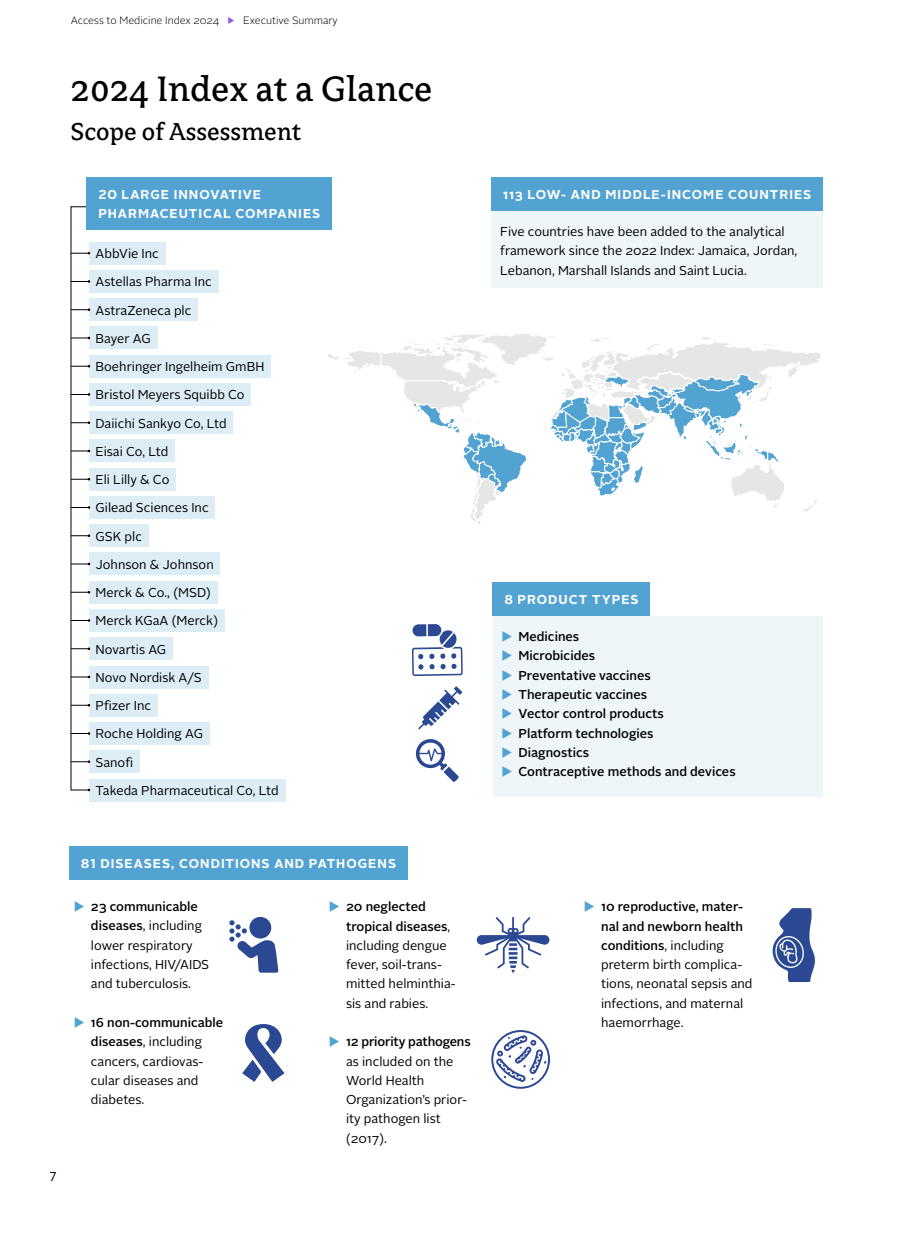 Access to Medicine Index 2024 ▶ Executive Summary
2024 Index at a Glance
Scope of Assessment
20 LARGE INNOVATIVE
PHARMACEUTICAL COMPANIES
AbbVie Inc
Astellas Pharma Inc
AstraZeneca plc
Bayer AG
Boehringer Ingelheim GmBH
Bristol Meyers Squibb Co
Daiichi Sankyo Co, Ltd
Eisai Co, Ltd
Eli Lilly & Co
Gilead Sciences Inc
GSK plc
Johnson & Johnson
Merck & Co., (MSD)
Merck KGaA (Merck)
Novartis AG
Novo Nordisk A/S
Pfizer Inc
Roche Holding AG
Sanofi
Takeda Pharmaceutical Co, Ltd
113 LOW- AND MIDDLE-INCOME COUNTRIES
Five countries have been added to the analytical
framework since the 2022 Index: Jamaica, Jordan,
Lebanon, Marshall Islands and Saint Lucia.
8 PRODUCT TYPES
▶ Medicines
▶ Microbicides
▶ Preventative vaccines
▶ Therapeutic vaccines
▶ Vector control products
▶ Platform technologies
▶ Diagnostics
▶ Contraceptive methods and devices
81 DISEASES, CONDITIONS AND PATHOGENS
▶ 23 communicable
diseases, including
lower respiratory
infections, HIV/AIDS
and tuberculosis.
▶ 16 non-communicable
diseases, including
cancers, cardiovas-
cular diseases and
diabetes.
▶ 20 neglected
tropical diseases,
including dengue
fever, soil-trans-
mitted helminthia-
sis and rabies.
▶ 12 priority pathogens
as included on the
World Health
Organization's prior-
ity pathogen list
(2017).
▶ 10 reproductive, mater-
nal and newborn health
conditions, including
preterm birth complica-
tions, neonatal sepsis and
infections, and maternal
haemorrhage.
7